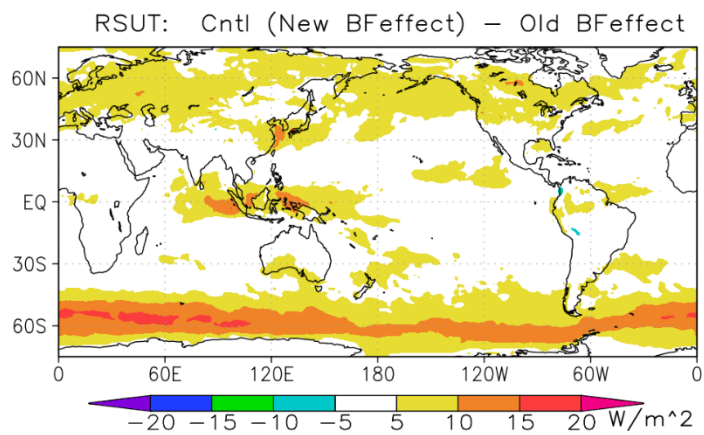 RSUT: Cntl (New BFeffect) − Old BFeffect
60N
30N
EQ
30S
60S
0 60E 120E 180 120W 60W 0
−20 −15 −10 −5 5 10 15 20 W/m^2